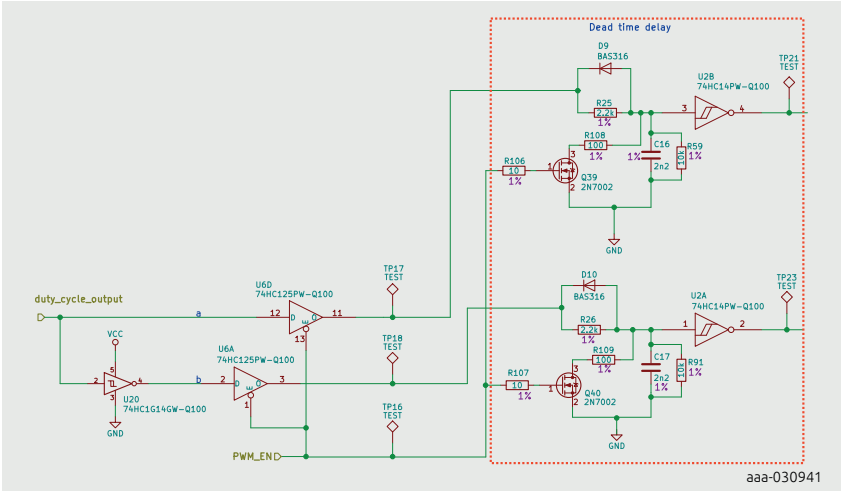 Dead time delay
D9
BAS316
TP21
TEST
U2B
74HC14PW-Q100
R25
2.2k
1%
3
4
R108
100
1%
R106
10
1%
1
3
2
Q39
2N7002
1%
C16
2n2
R59
10k
1%
GND
TP17
TEST
D10
BAS316
TP23
TEST
U2A
74HC14PW-Q100
duty_cycle_output
U6D
74HC125PW-Q100
a
12
D
O
E
11
13
R26
2.2k
1%
1
2
VCC
U6A
74HC125PW-Q100
TP18
TEST
R109
100
1%
5
2
4
3
b
2
D
O
E
3
1
U20
74HC1G14GW-Q100
GND
R107
10
1%
1
3
2
Q40
2N7002
C17
2n2
1%
R91
10k
1%
TP16
TEST
GND
PWM_EN
aaa-030941